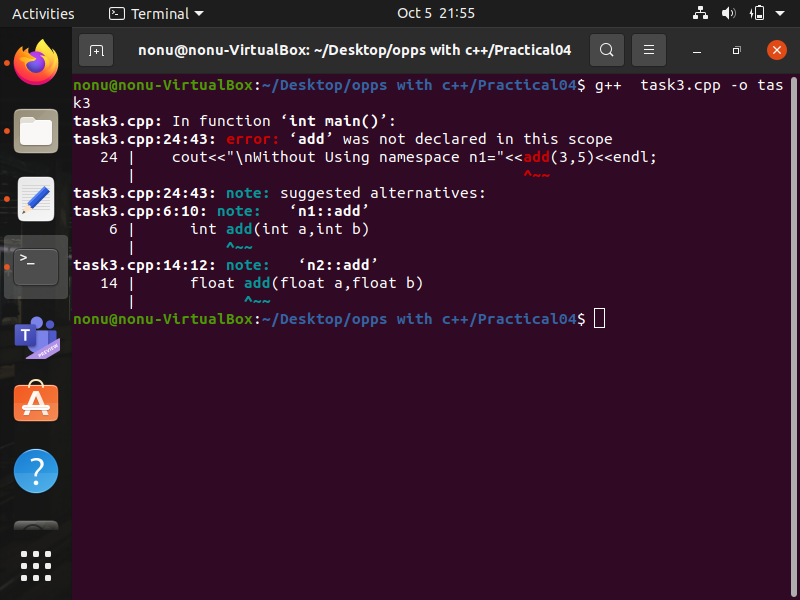 Activities Terminal Oct 5 21:55
nonu@nonu-VirtualBox: ~/Desktop/opps with c++/Practical04
nonu@nonu-VirtualBox:~/Desktop/opps with c++/Practical04$ g++  task3.cpp -o tas
k3
task3.cpp: In function ‘int main()’:
task3.cpp:24:43: error: ‘add’ was not declared in this scope
   24 |    cout<<"\nWithout Using namespace n1="<<add(3,5)<<endl;
      |                                           ^~~
task3.cpp:24:43: note: suggested alternatives:
task3.cpp:6:10: note:   ‘n1::add’
    6 |      int add(int a,int b)
      |          ^~~
task3.cpp:14:12: note:   ‘n2::add’
   14 |      float add(float a,float b)
      |            ^~~
nonu@nonu-VirtualBox:~/Desktop/opps with c++/Practical04$
>_
T
PREVIEW
A
?